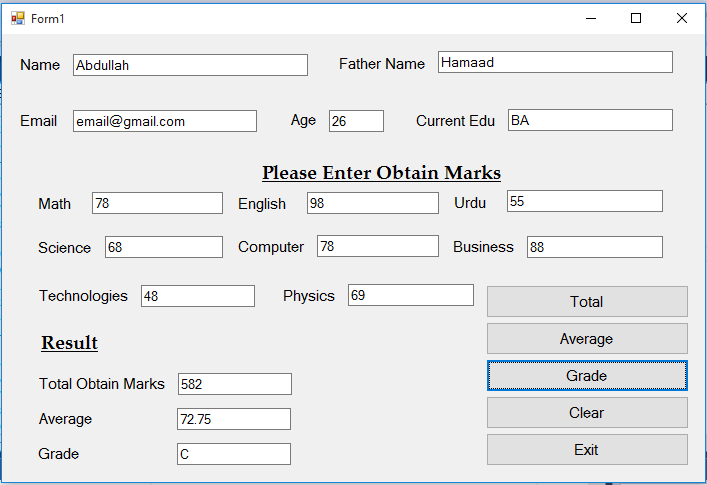 Form1
Name Abdullah Father Name Hamaad
Email email@gmail.com Age 26 Current Edu BA
Please Enter Obtain Marks
Math 78 English 98 Urdu 55
Science 68 Computer 78 Business 88
Technologies 48 Physics 69
Total
Average
Result
Grade
Total Obtain Marks 582
Clear
Average 72.75
Grade C
Exit